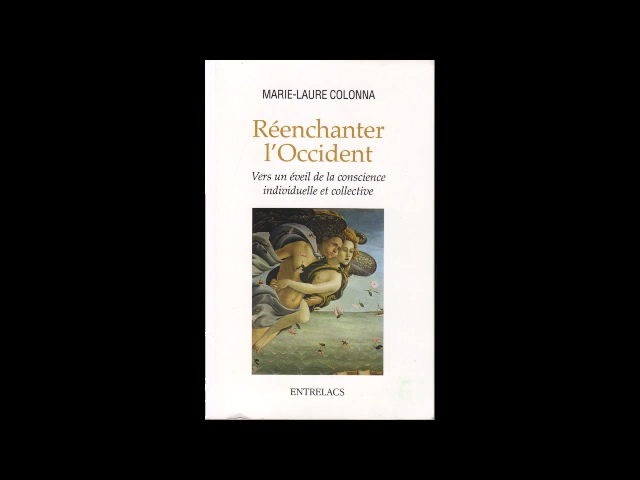 MARIE-LAURE COLONNA
Réenchanter
l'Occident
Vers un éveil de la conscience
individuelle et collective
ENTRELACS